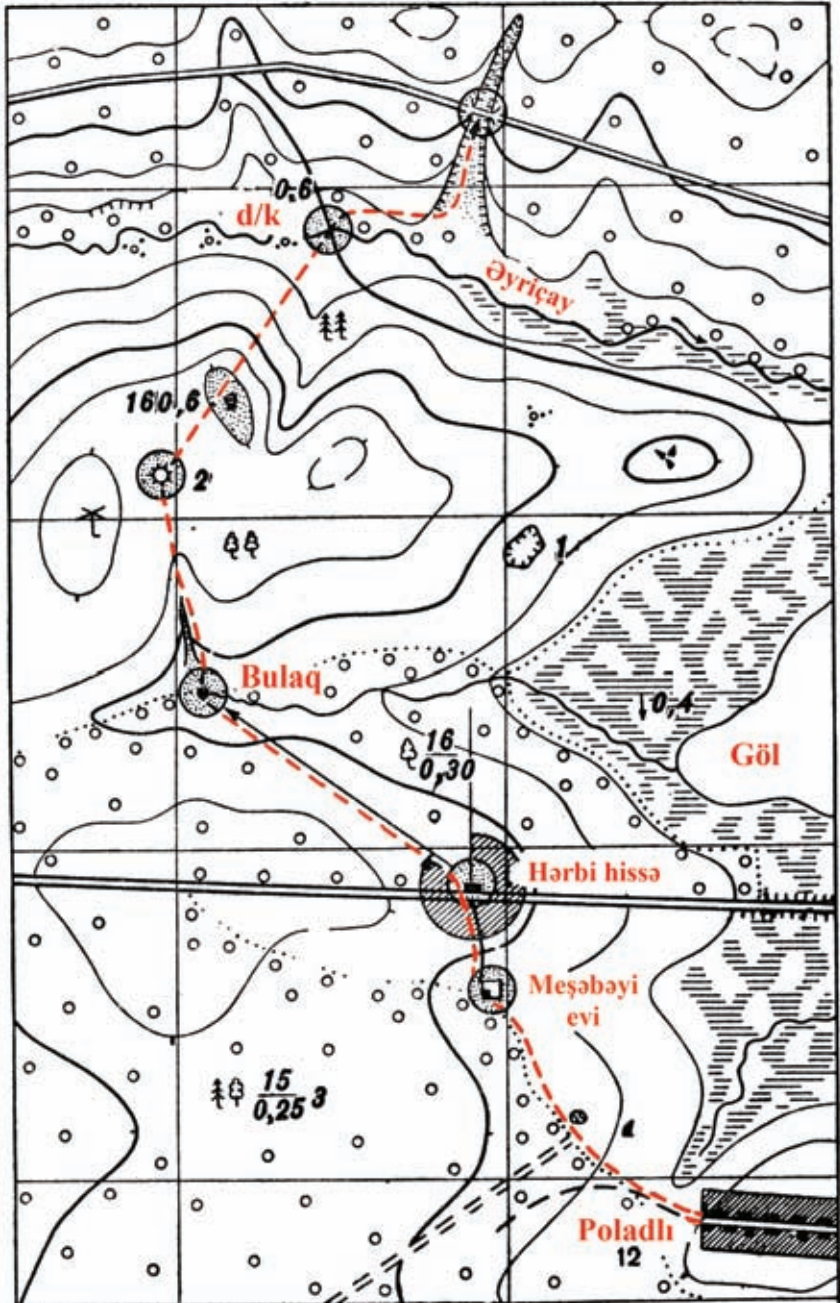 0,6
d/k
Əyriçay
160,6
2
1
Bulaq
16
0,30
0,4
Göl
Hərbi hissə
Meşəbəyi
evi
15
0,25 3
Poladlı
12